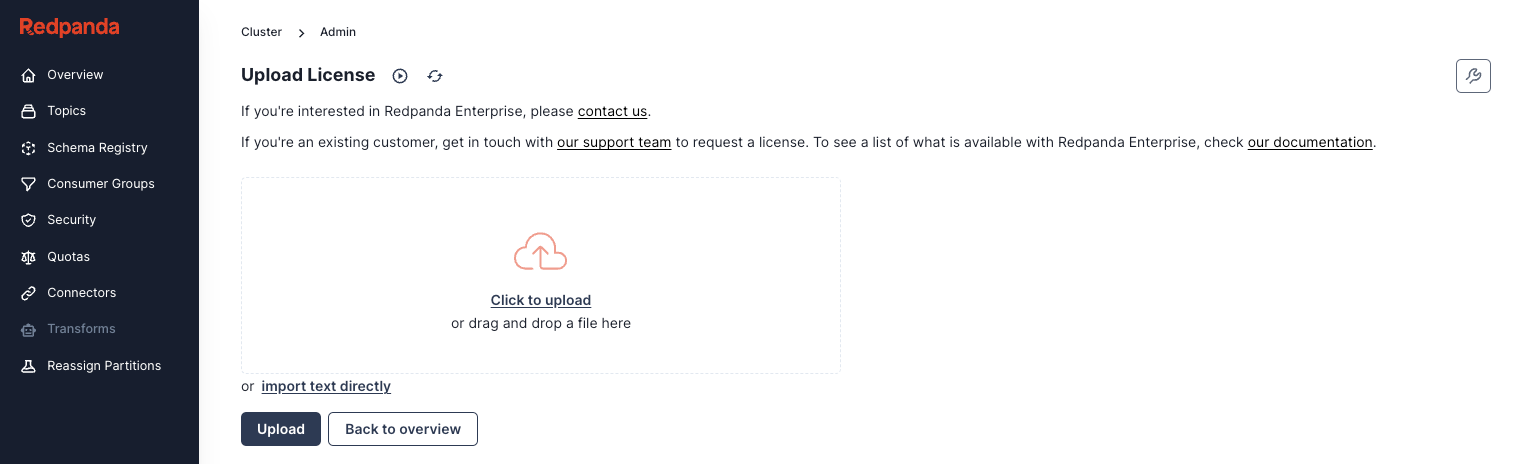 Redpanda
Overview
Topics
Schema Registry
Consumer Groups
Security
Quotas
Connectors
Transforms
Reassign Partitions
Cluster > Admin
Upload License
If you're interested in Redpanda Enterprise, please contact us.
If you're an existing customer, get in touch with our support team to request a license. To see a list of what is available with Redpanda Enterprise, check our documentation.
Click to upload
or drag and drop a file here
or import text directly
Upload
Back to overview